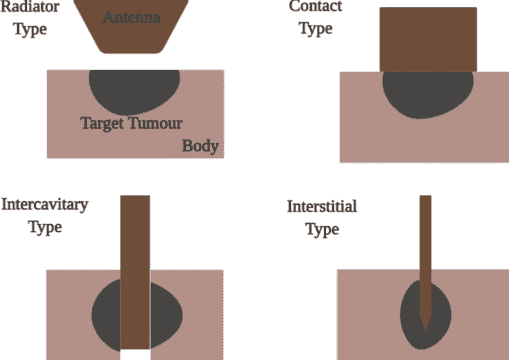 Radiator
Type
Antenna
Target Tumour
Body
Contact
Type
Intercavitary
Type
Interstitial
Type